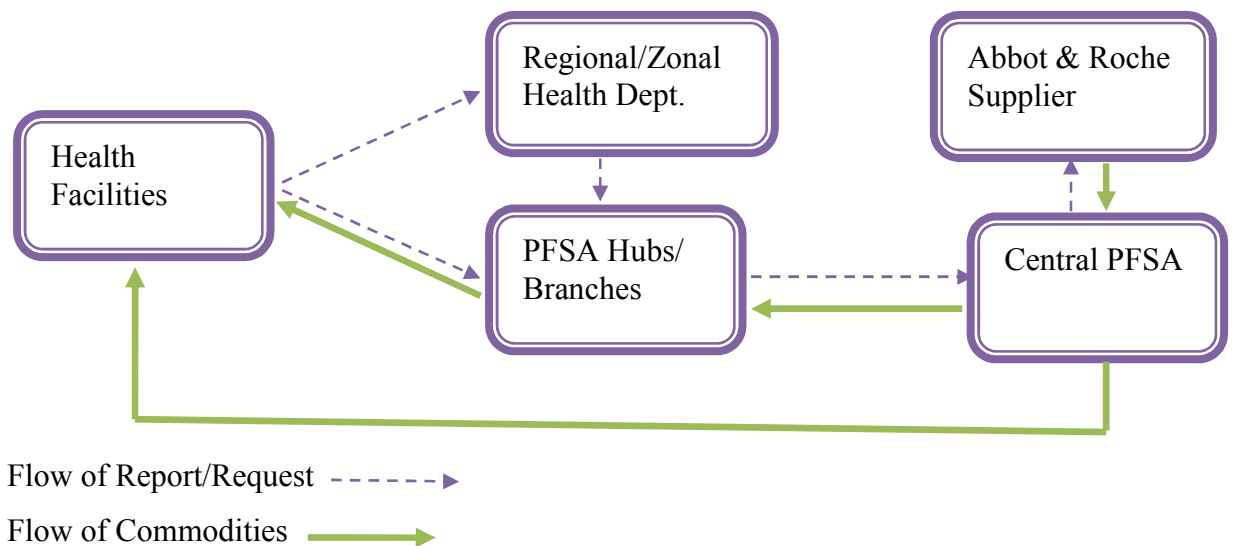 Regional/Zonal
Health Dept.
Abbot & Roche
Supplier
Health
Facilities
PFSA Hubs/
Branches
Central PFSA
Flow of Report/Request
Flow of Commodities